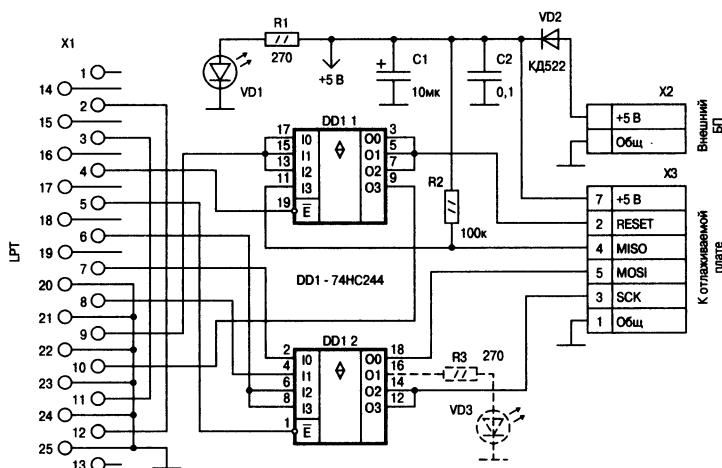 X1
LPT
1
14
2
15
3
16
4
17
5
18
6
19
7
20
8
21
9
22
10
23
11
24
12
25
13
VD1
R1
270
+5 В
+
C1
10мк
C2
0,1
VD2
КД522
R2
100к
X2
+5 В
Общ
Внешний
БП
X3
7 +5 В
2 RESET
4 MISO
5 MOSI
3 SCK
1 Общ
К отлаживаемой
плате
DD1 1
17 I0 O0 3
15 I1 O1 5
13 I2 O2 7
11 I3 O3 9
19 E
DD1 - 74HC244
DD1 2
2 I0 O0 18
4 I1 O1 16
6 I2 O2 14
8 I3 O3 12
1 E
R3 270
VD3